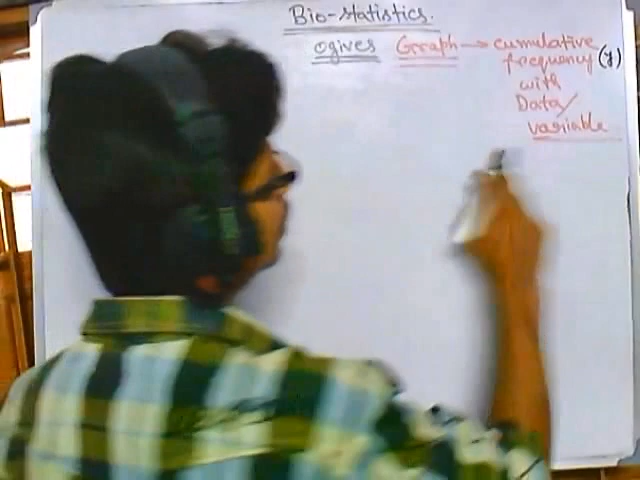 Bio-statistics.
ogives Graph → cumulative
frequency (y)
with
Data/
variable